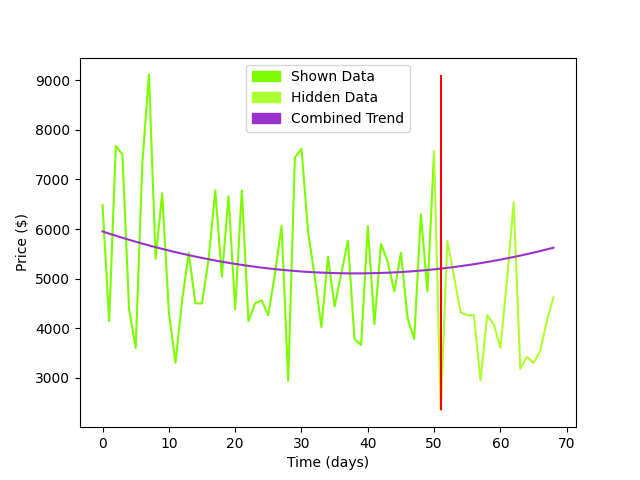 Shown Data
Hidden Data
Combined Trend
Price ($)
9000
8000
7000
6000
5000
4000
3000
0 10 20 30 40 50 60 70
Time (days)